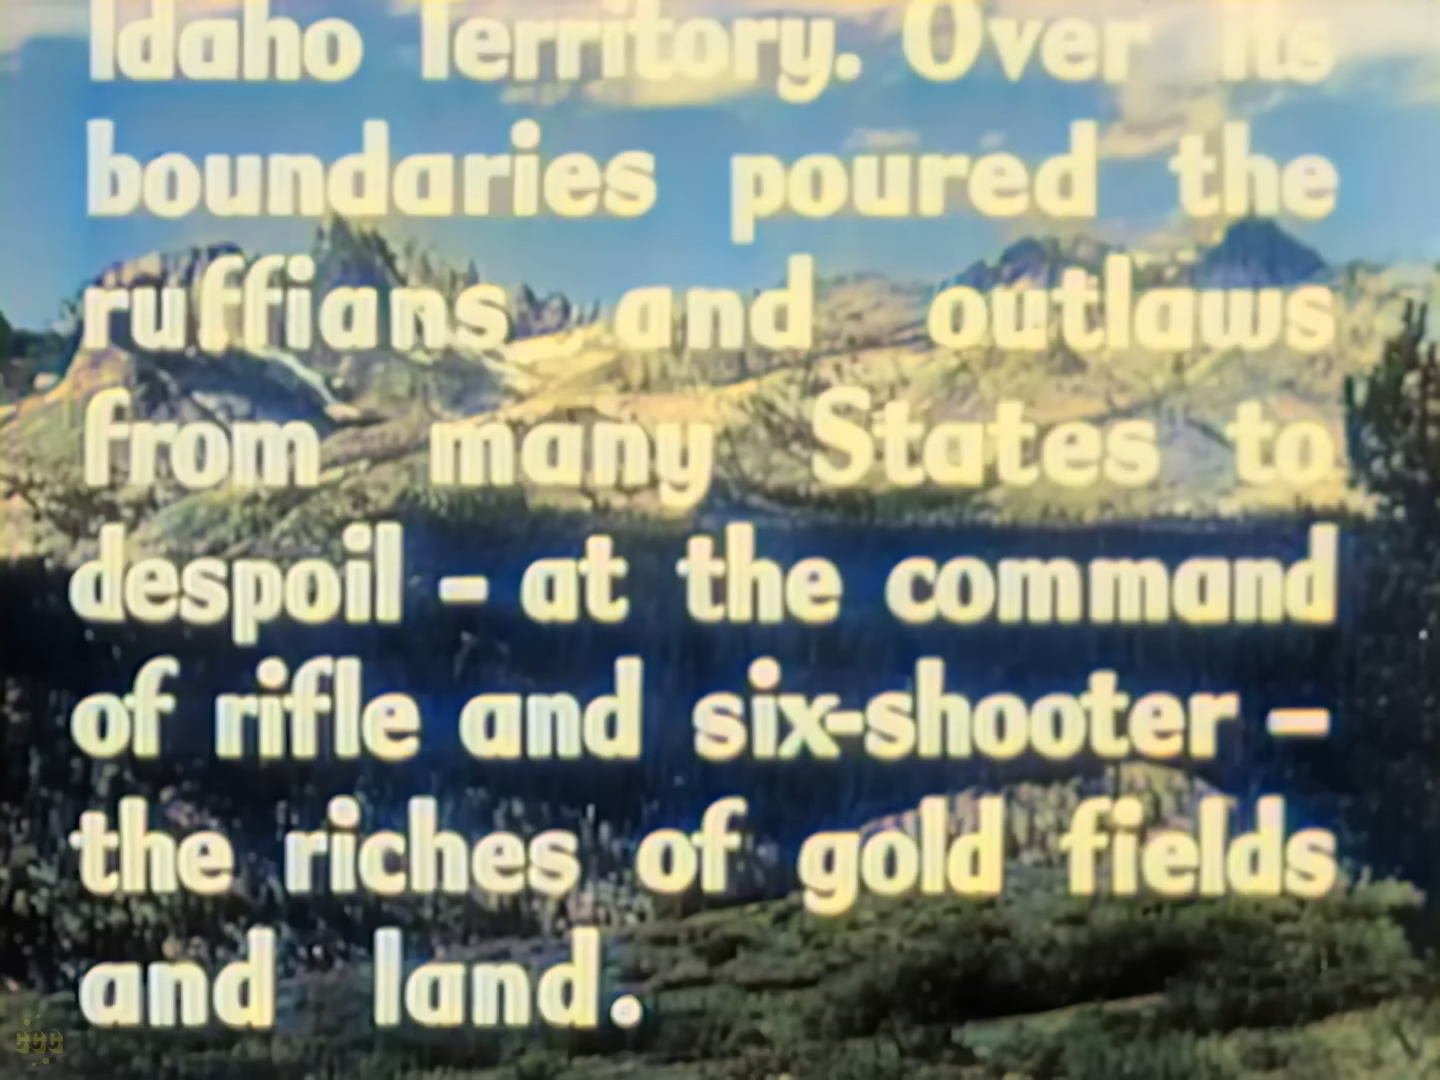 Idaho Territory. Over its
boundaries poured the
ruffians and outlaws
from many States to
despoil - at the command
of rifle and six-shooter -
the riches of gold fields
and land.
CCC